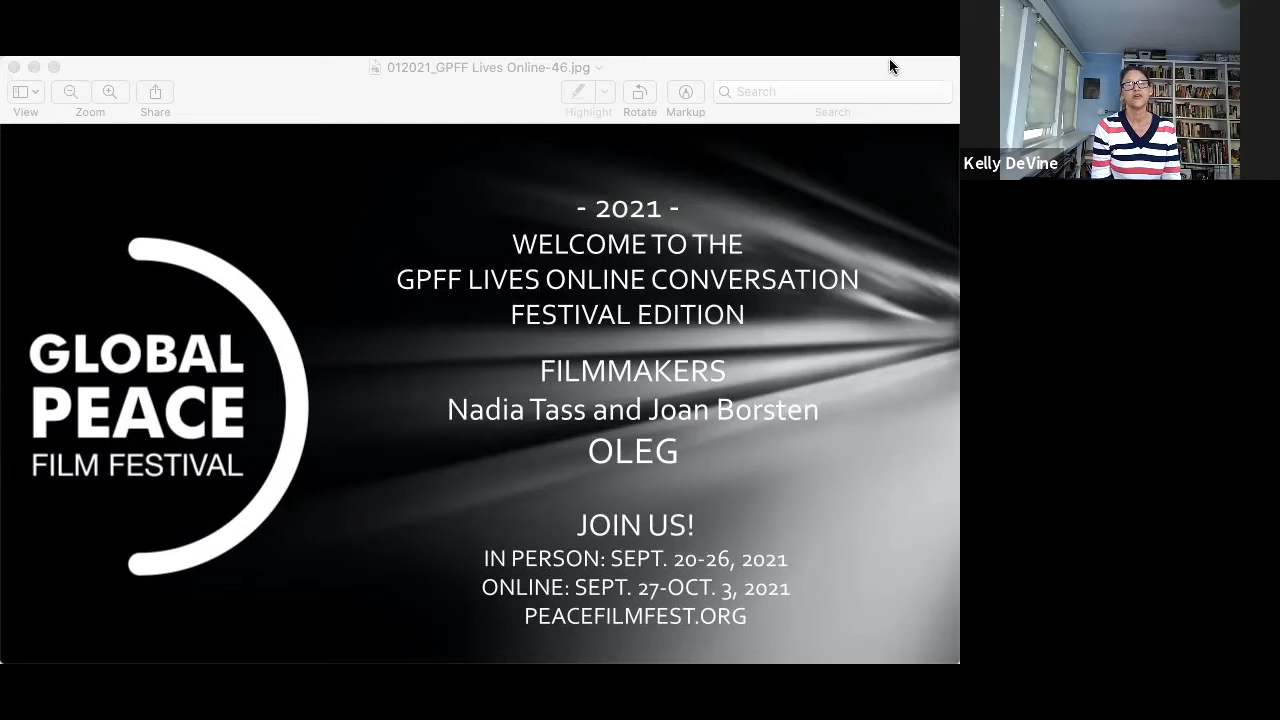 012021_GPFF Lives Online-46.jpg
View
Zoom
Share
Highlight
Rotate
Markup
Search
Search
Kelly DeVine
GLOBAL
PEACE
FILM FESTIVAL
- 2021 -
WELCOME TO THE
GPFF LIVES ONLINE CONVERSATION
FESTIVAL EDITION
FILMMAKERS
Nadia Tass and Joan Borsten
OLEG
JOIN US!
IN PERSON: SEPT. 20-26, 2021
ONLINE: SEPT. 27-OCT. 3, 2021
PEACEFILMFEST.ORG